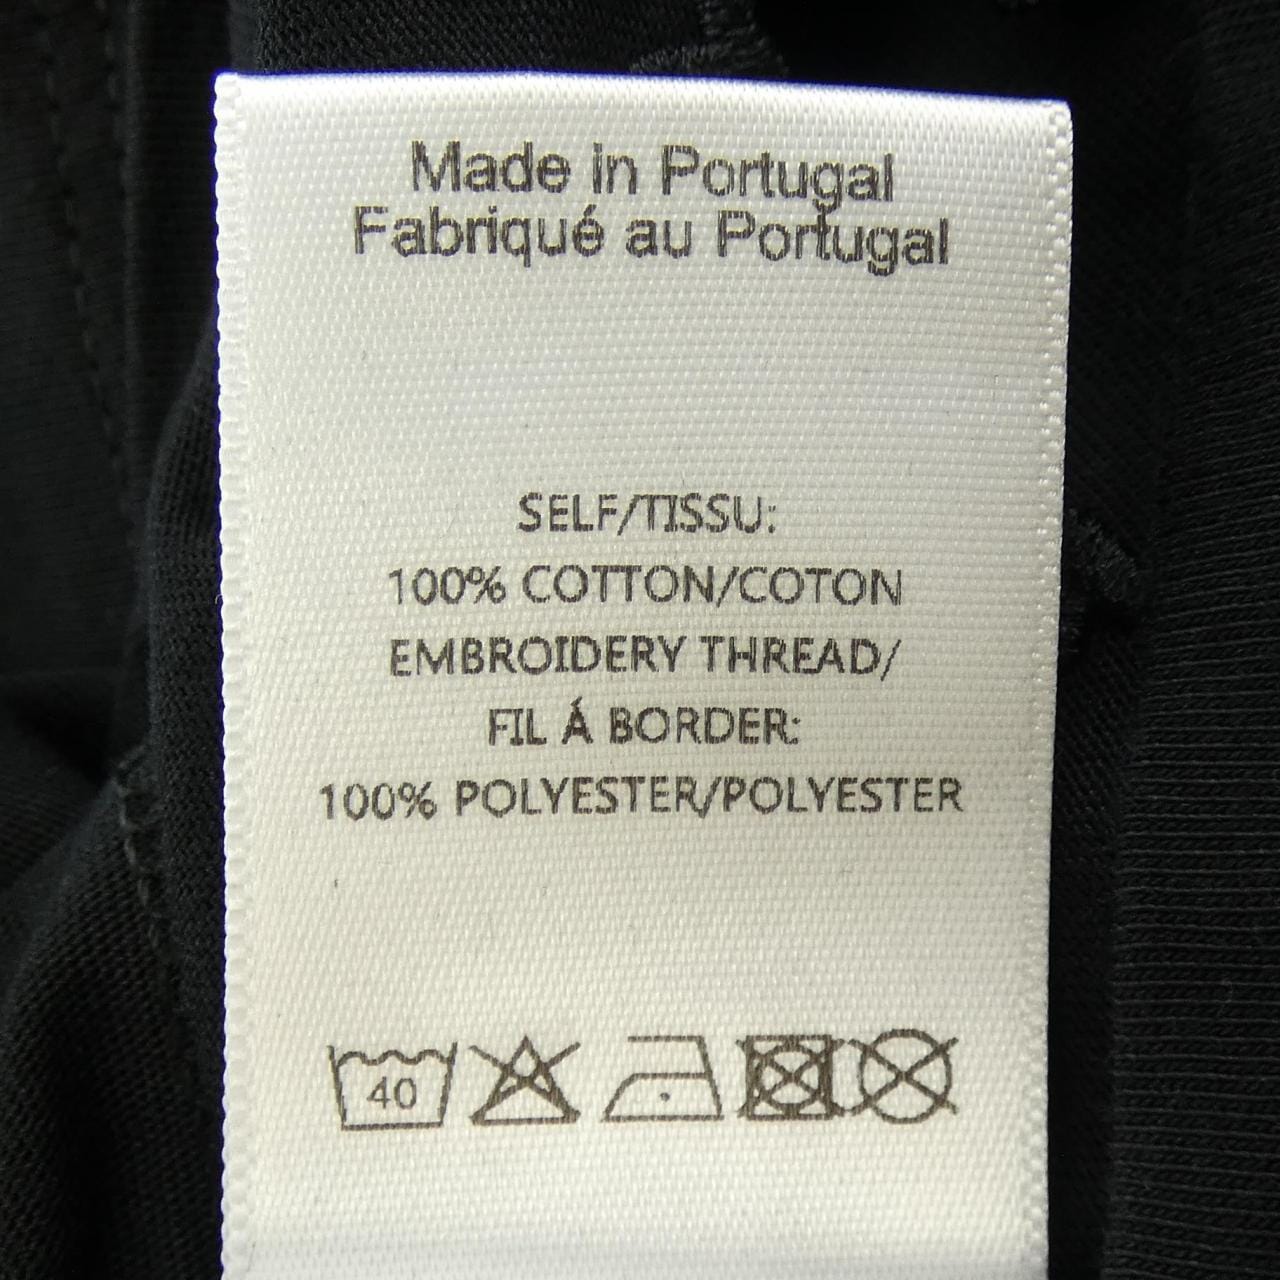 Made in Portugal
Fabriqué au Portugal
SELF/TISSU:
100% COTTON/COTON
EMBROIDERY THREAD/
FIL Á BORDER:
100% POLYESTER/POLYESTER
40